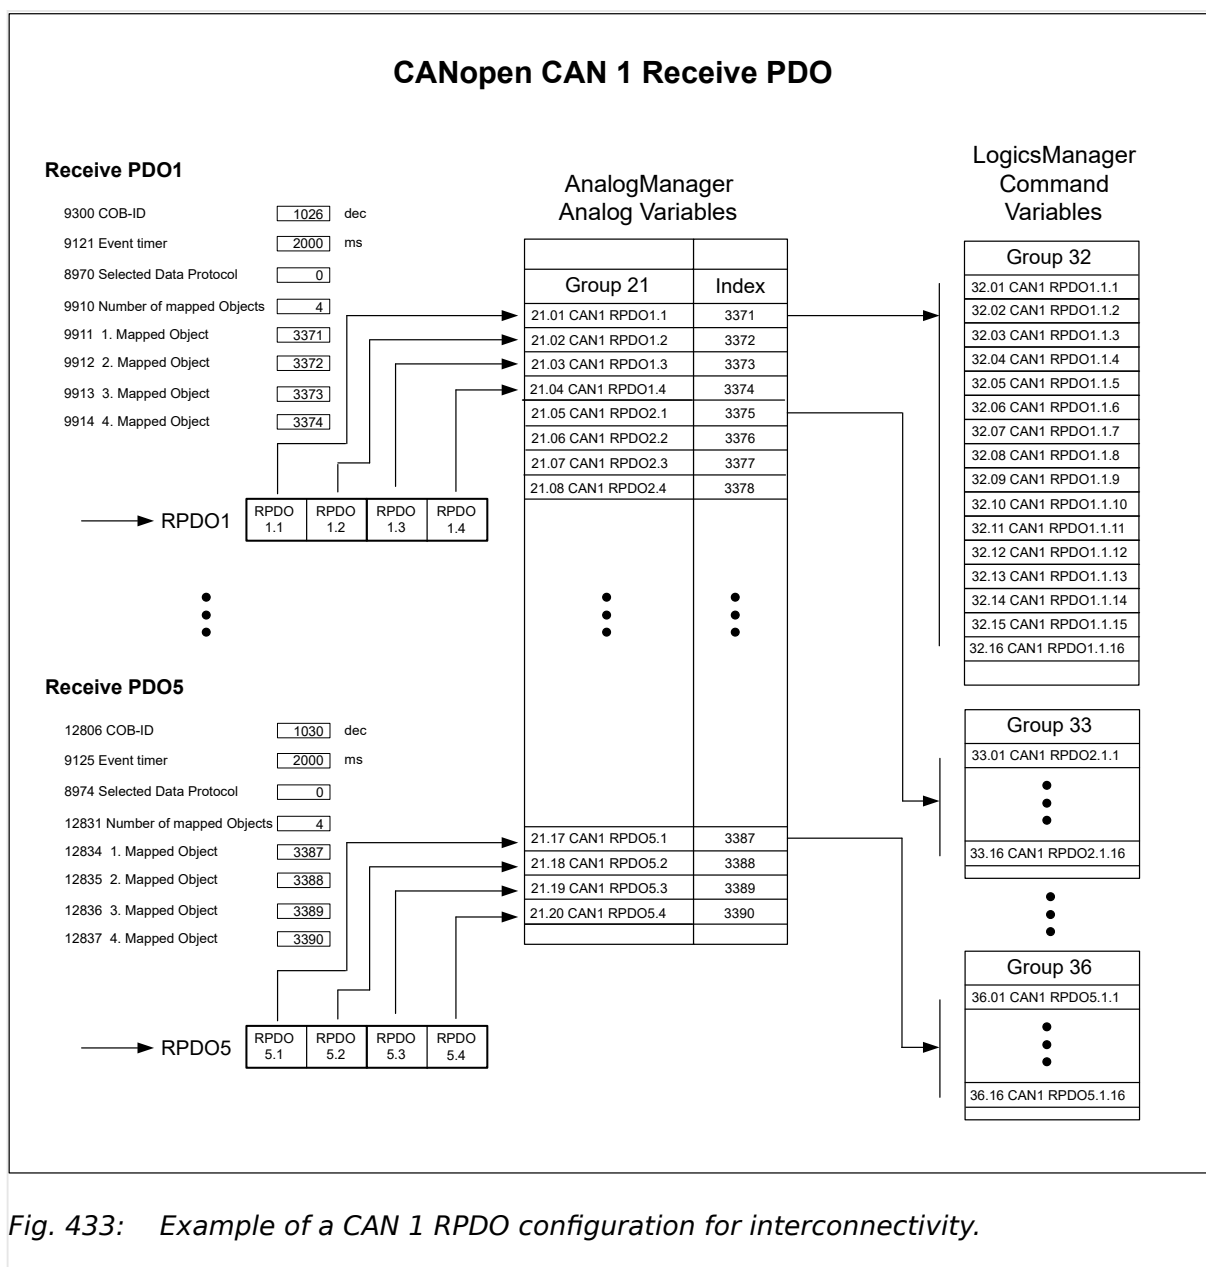 CANopen CAN 1 Receive PDO
Receive PDO1
9300 COB-ID 1026 dec
9121 Event timer 2000 ms
8970 Selected Data Protocol 0
9910 Number of mapped Objects 4
9911 1. Mapped Object 3371
9912 2. Mapped Object 3372
9913 3. Mapped Object 3373
9914 4. Mapped Object 3374
RPDO1
RPDO 1.1
RPDO 1.2
RPDO 1.3
RPDO 1.4
Receive PDO5
12806 COB-ID 1030 dec
9125 Event timer 2000 ms
8974 Selected Data Protocol 0
12831 Number of mapped Objects 4
12834 1. Mapped Object 3387
12835 2. Mapped Object 3388
12836 3. Mapped Object 3389
12837 4. Mapped Object 3390
RPDO5
RPDO 5.1
RPDO 5.2
RPDO 5.3
RPDO 5.4
AnalogManager
Analog Variables
Group 21 Index
21.01 CAN1 RPDO1.1 3371
21.02 CAN1 RPDO1.2 3372
21.03 CAN1 RPDO1.3 3373
21.04 CAN1 RPDO1.4 3374
21.05 CAN1 RPDO2.1 3375
21.06 CAN1 RPDO2.2 3376
21.07 CAN1 RPDO2.3 3377
21.08 CAN1 RPDO2.4 3378
21.17 CAN1 RPDO5.1 3387
21.18 CAN1 RPDO5.2 3388
21.19 CAN1 RPDO5.3 3389
21.20 CAN1 RPDO5.4 3390
LogicsManager
Command
Variables
Group 32
32.01 CAN1 RPDO1.1.1
32.02 CAN1 RPDO1.1.2
32.03 CAN1 RPDO1.1.3
32.04 CAN1 RPDO1.1.4
32.05 CAN1 RPDO1.1.5
32.06 CAN1 RPDO1.1.6
32.07 CAN1 RPDO1.1.7
32.08 CAN1 RPDO1.1.8
32.09 CAN1 RPDO1.1.9
32.10 CAN1 RPDO1.1.10
32.11 CAN1 RPDO1.1.11
32.12 CAN1 RPDO1.1.12
32.13 CAN1 RPDO1.1.13
32.14 CAN1 RPDO1.1.14
32.15 CAN1 RPDO1.1.15
32.16 CAN1 RPDO1.1.16
Group 33
33.01 CAN1 RPDO2.1.1
33.16 CAN1 RPDO2.1.16
Group 36
36.01 CAN1 RPDO5.1.1
36.16 CAN1 RPDO5.1.16
Fig. 433: Example of a CAN 1 RPDO configuration for interconnectivity.